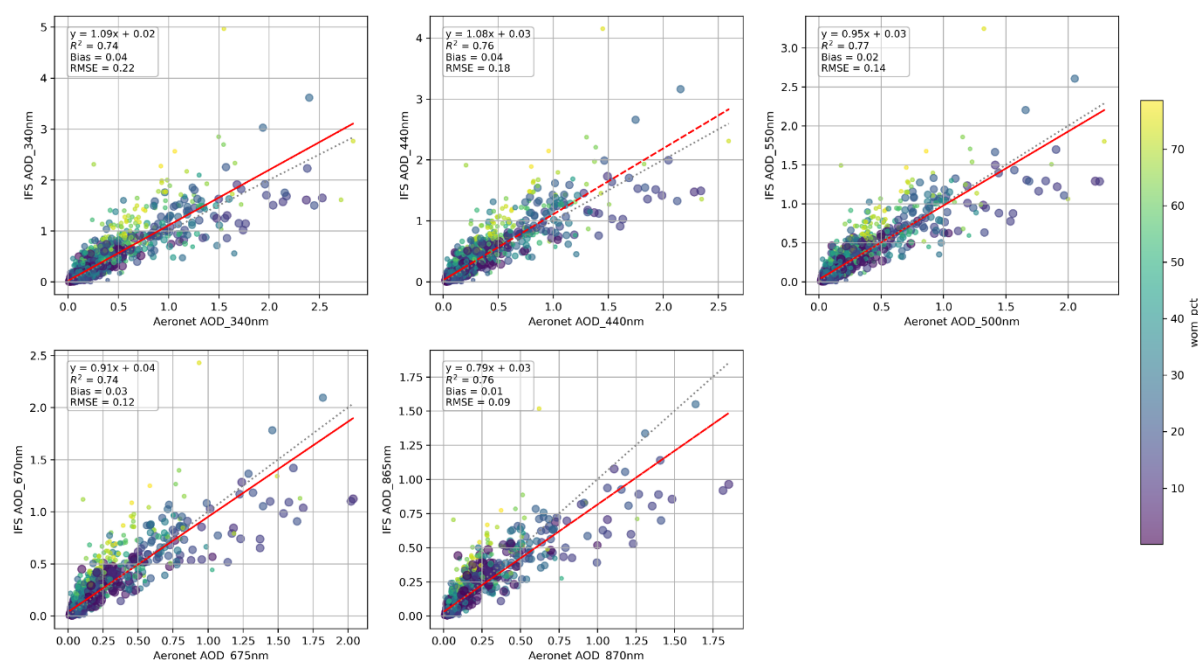 y = 1.09x + 0.02
R² = 0.74
Bias = 0.04
RMSE = 0.22
5
4
3
2
1
0
IFS AOD_340nm
0.0 0.5 1.0 1.5 2.0 2.5
Aeronet AOD_340nm
y = 1.08x + 0.03
R² = 0.76
Bias = 0.04
RMSE = 0.18
4
3
2
1
0
IFS AOD_440nm
0.0 0.5 1.0 1.5 2.0 2.5
Aeronet AOD_440nm
y = 0.95x + 0.03
R² = 0.77
Bias = 0.02
RMSE = 0.14
3.0
2.5
2.0
1.5
1.0
0.5
0.0
IFS AOD_550nm
0.0 0.5 1.0 1.5 2.0
Aeronet AOD_500nm
y = 0.91x + 0.04
R² = 0.74
Bias = 0.03
RMSE = 0.12
2.5
2.0
1.5
1.0
0.5
0.0
IFS AOD_670nm
0.00 0.25 0.50 0.75 1.00 1.25 1.50 1.75 2.00
Aeronet AOD_675nm
y = 0.79x + 0.03
R² = 0.76
Bias = 0.01
RMSE = 0.09
1.75
1.50
1.25
1.00
0.75
0.50
0.25
0.00
IFS AOD_865nm
0.00 0.25 0.50 0.75 1.00 1.25 1.50 1.75
Aeronet AOD_870nm
70
60
50
40
30
20
10
wom_pct